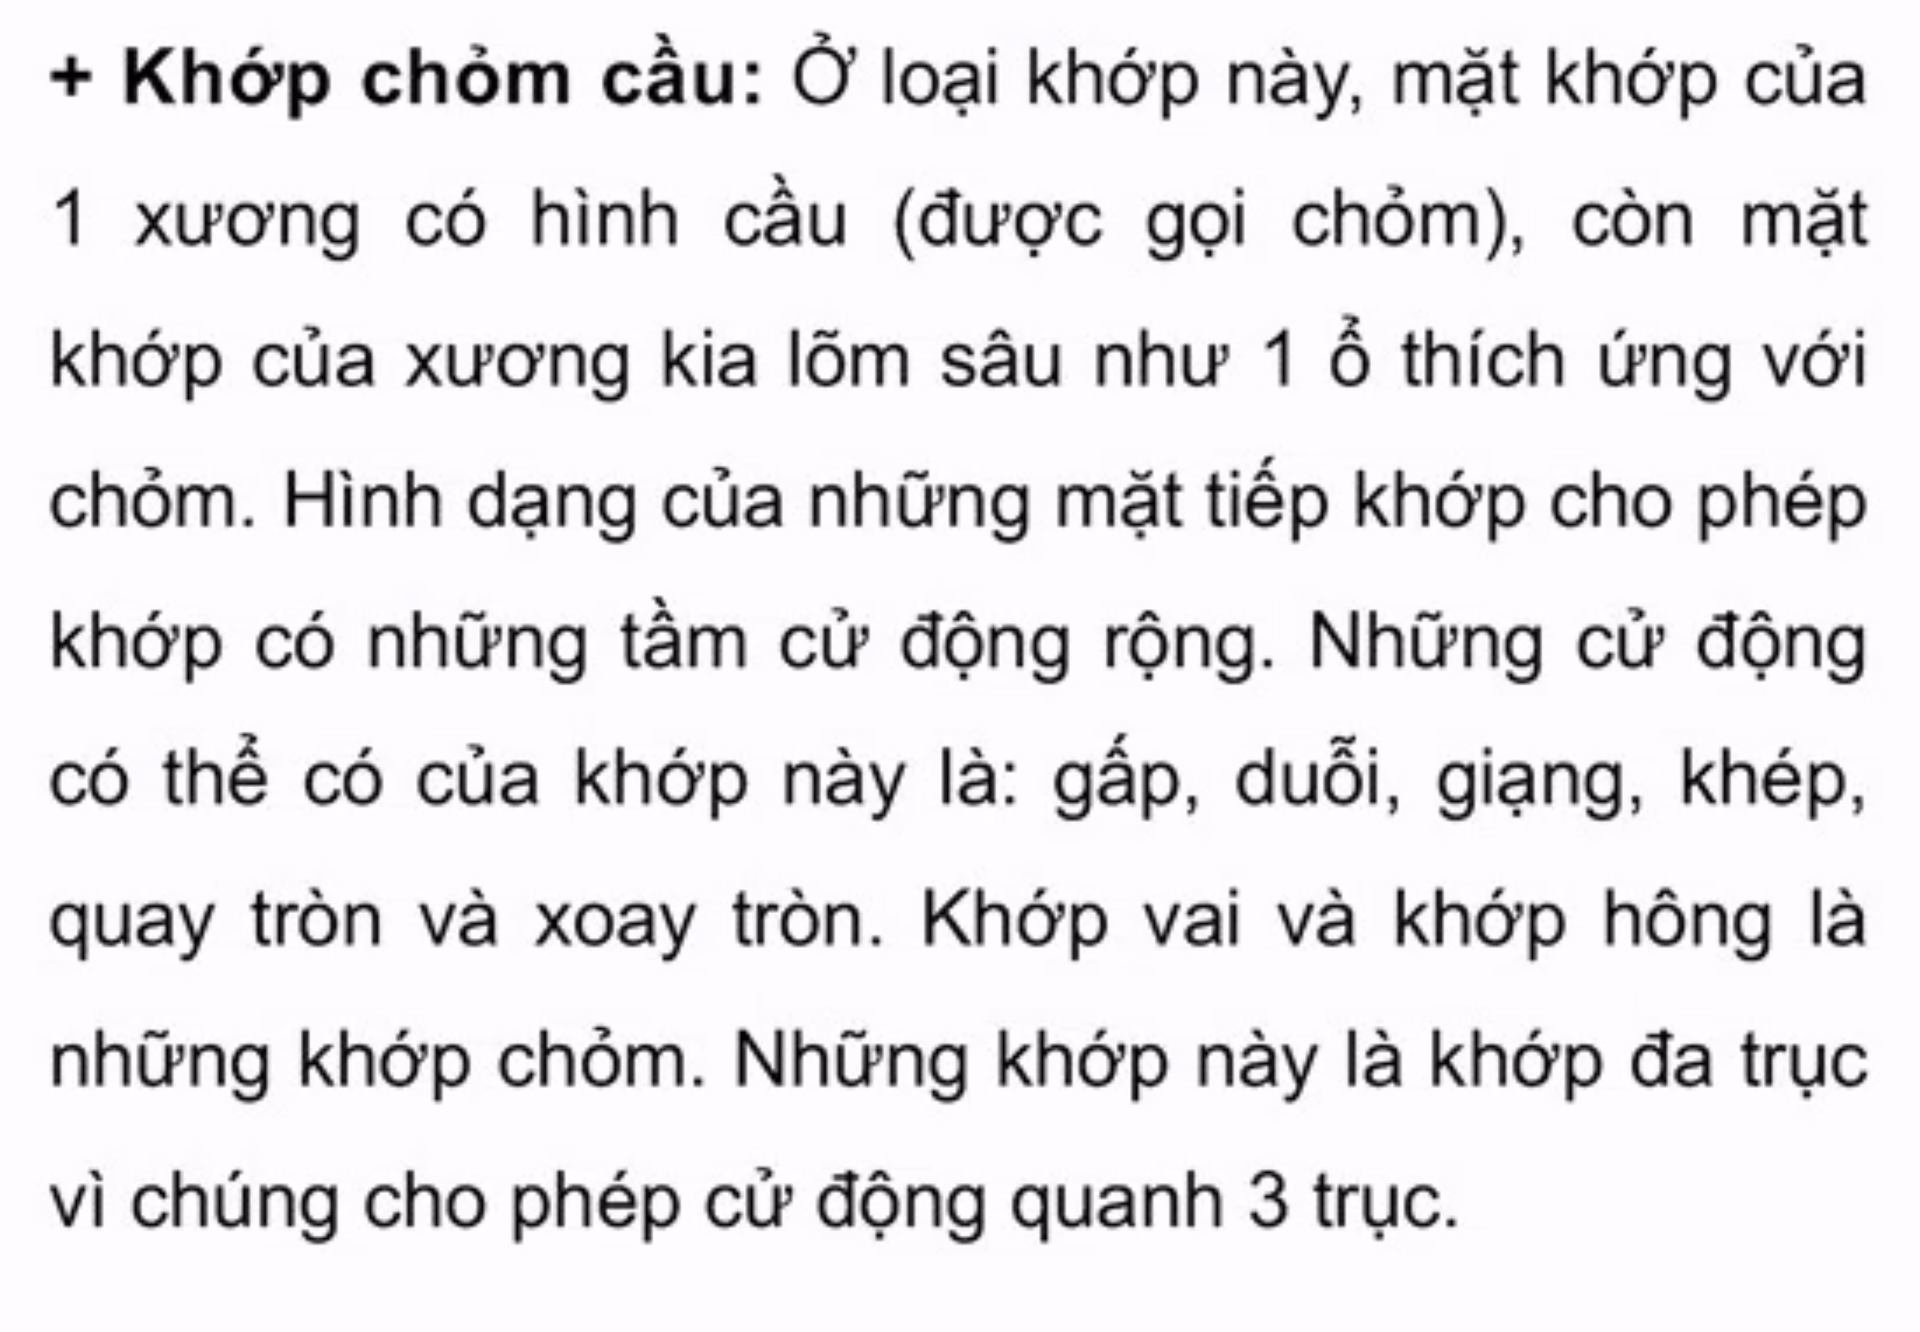 + Khớp chỏm cầu: Ở loại khớp này, mặt khớp của
1 xương có hình cầu (được gọi chỏm), còn mặt
khớp của xương kia lõm sâu như 1 ổ thích ứng với
chỏm. Hình dạng của những mặt tiếp khớp cho phép
khớp có những tầm cử động rộng. Những cử động
có thể có của khớp này là: gấp, duỗi, giạng, khép,
quay tròn và xoay tròn. Khớp vai và khớp hông là
những khớp chỏm. Những khớp này là khớp đa trục
vì chúng cho phép cử động quanh 3 trục.